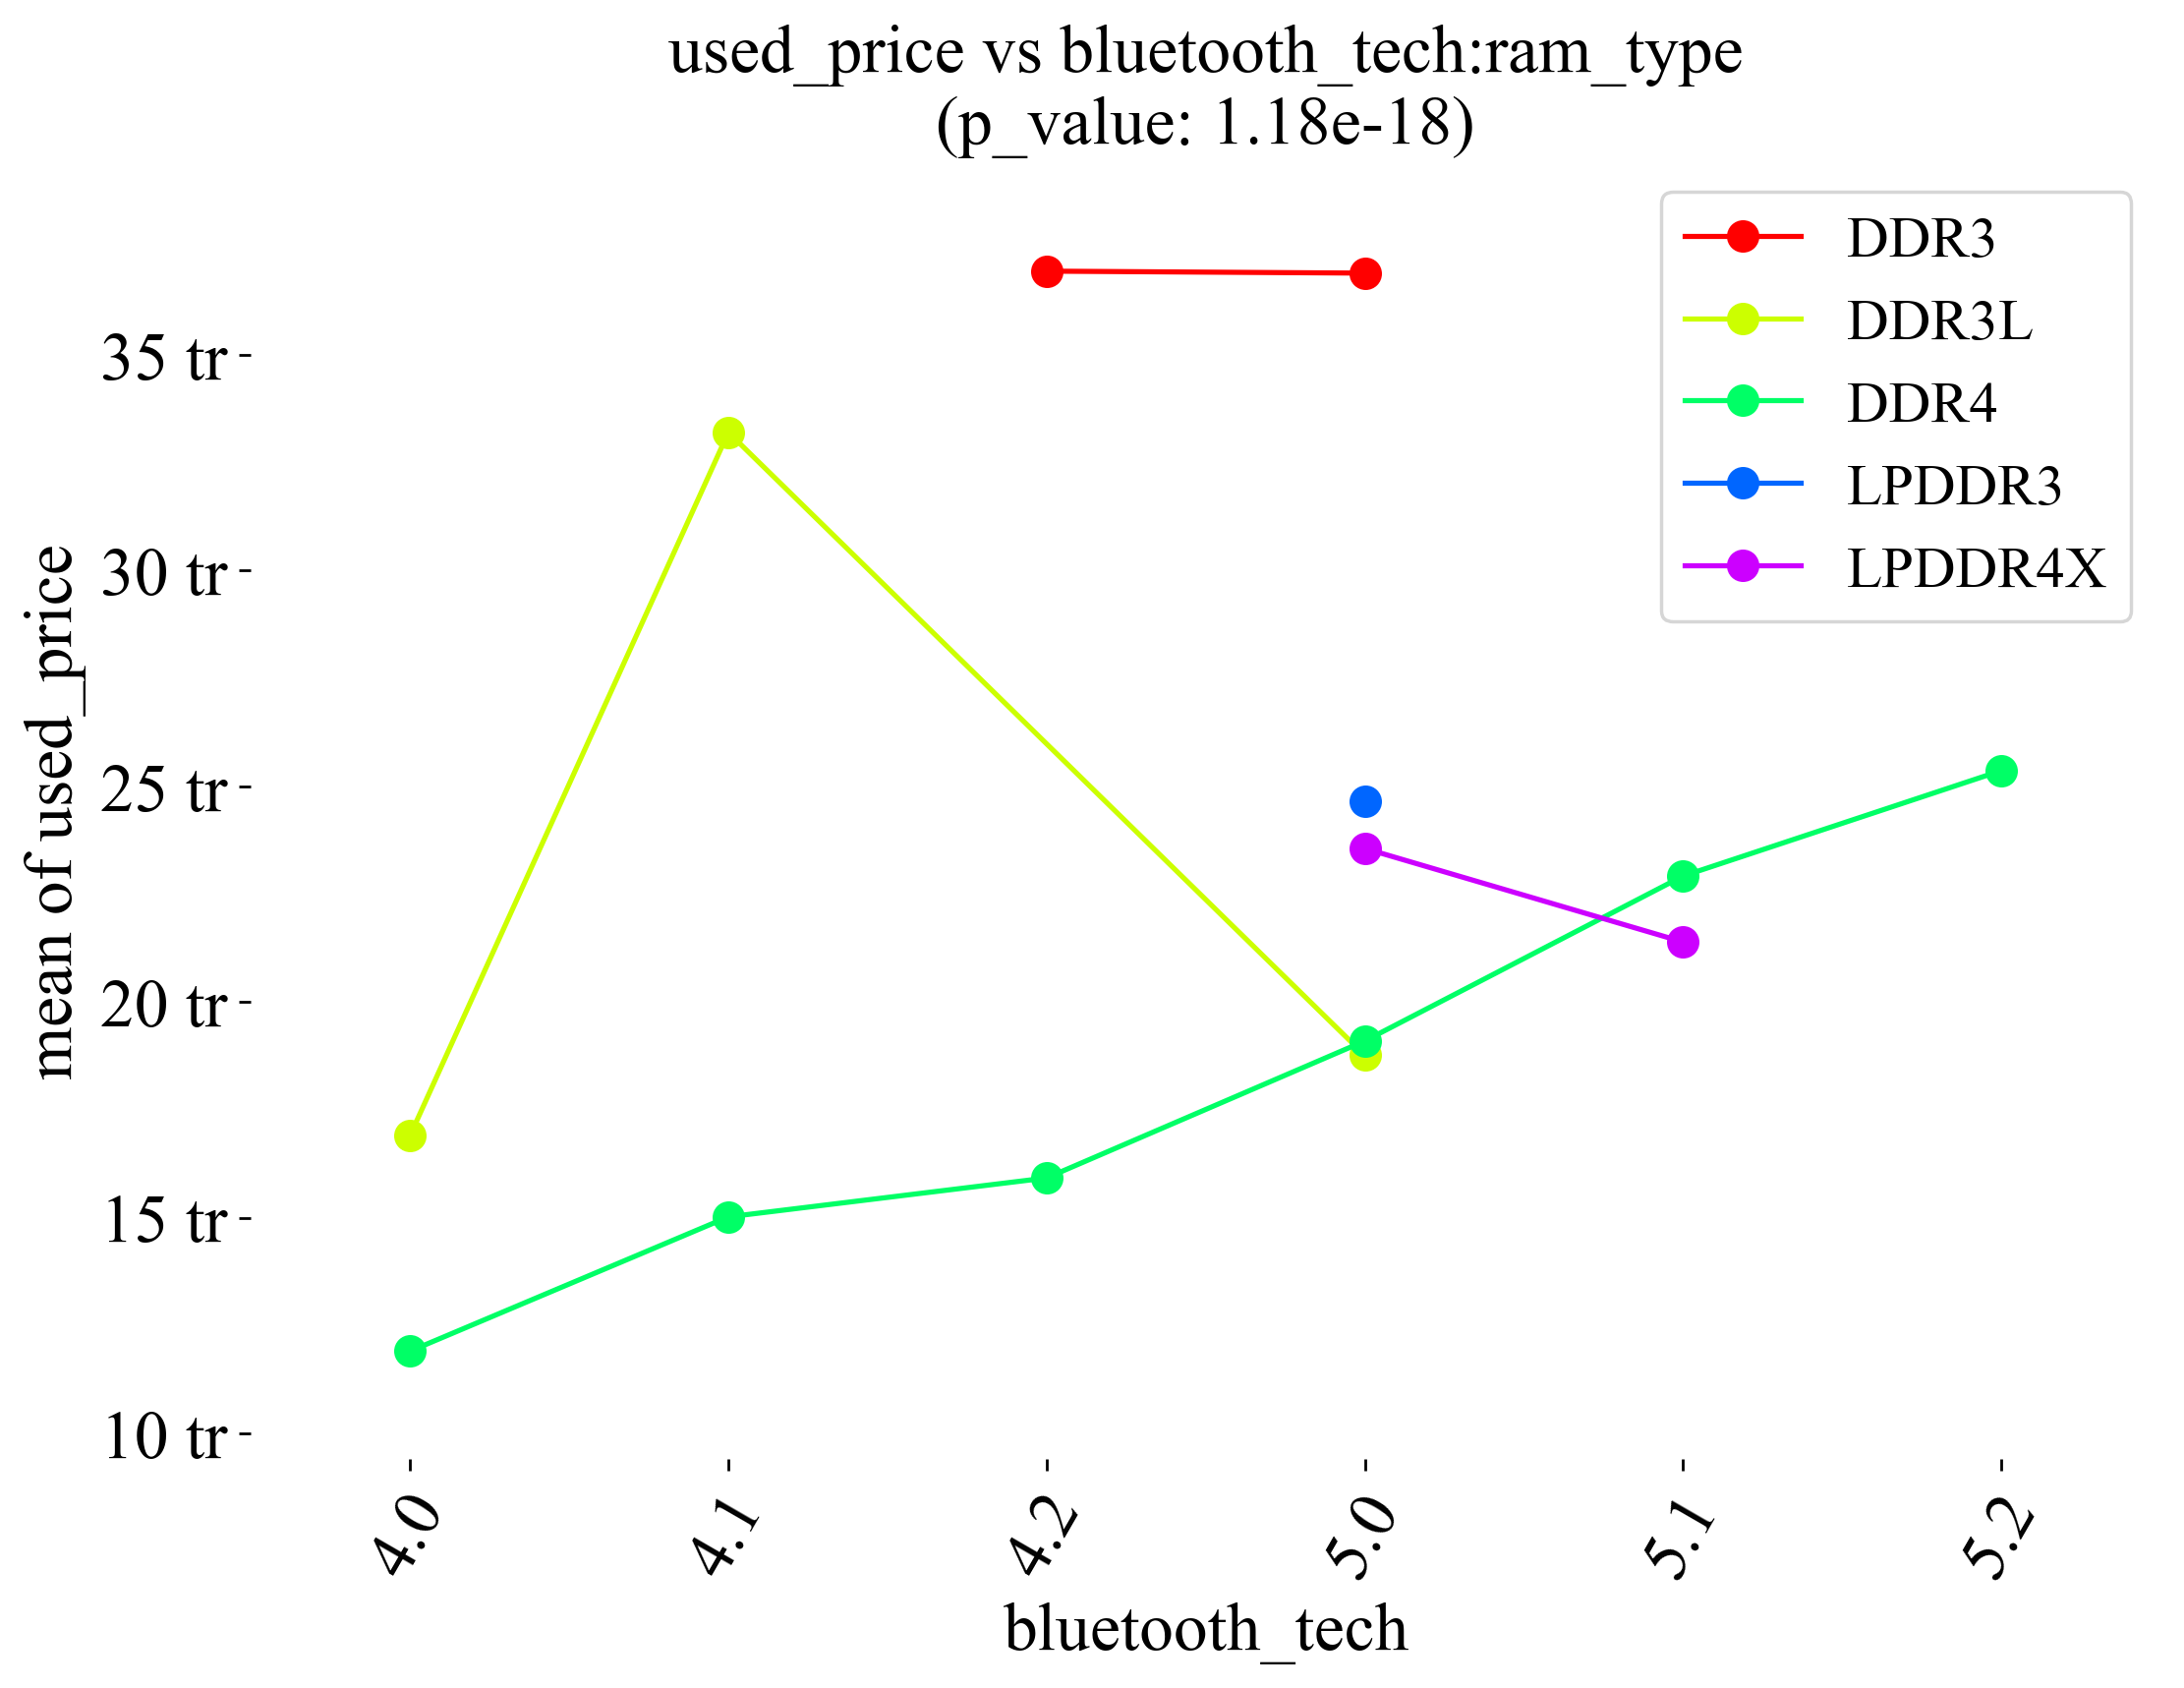 used_price vs bluetooth_tech:ram_type
(p_value: 1.18e-18)
DDR3
DDR3L
DDR4
LPDDR3
LPDDR4X
mean of used_price
35 tr
30 tr
25 tr
20 tr
15 tr
10 tr
4.0
4.1
4.2
5.0
5.1
5.2
bluetooth_tech